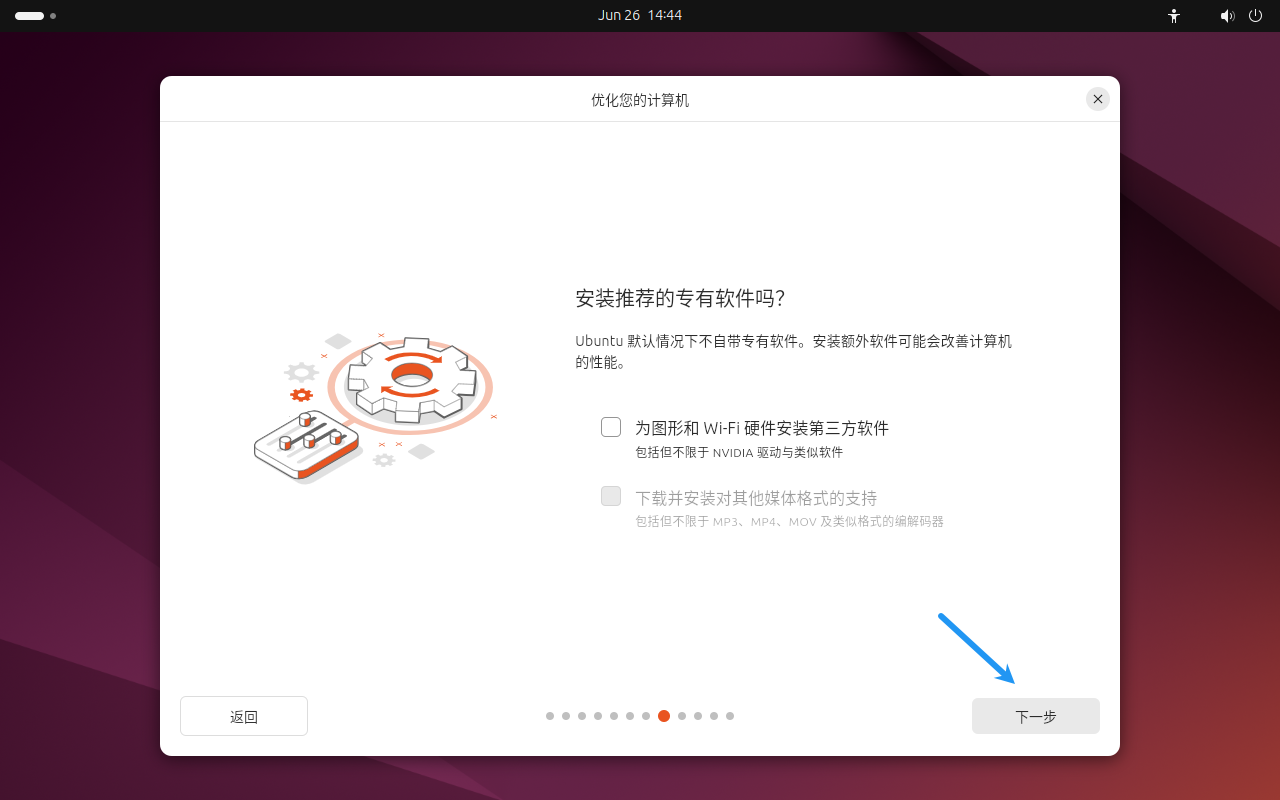 Jun 26 14:44
优化您的计算机
安装推荐的专有软件吗?
Ubuntu 默认情况下不自带专有软件。安装额外软件可能会改善计算机
的性能。
为图形和 Wi-Fi 硬件安装第三方软件
包括但不限于 NVIDIA 驱动与类似软件
下载并安装对其他媒体格式的支持
包括但不限于 MP3、MP4、MOV 及类似格式的编解码器
返回
下一步